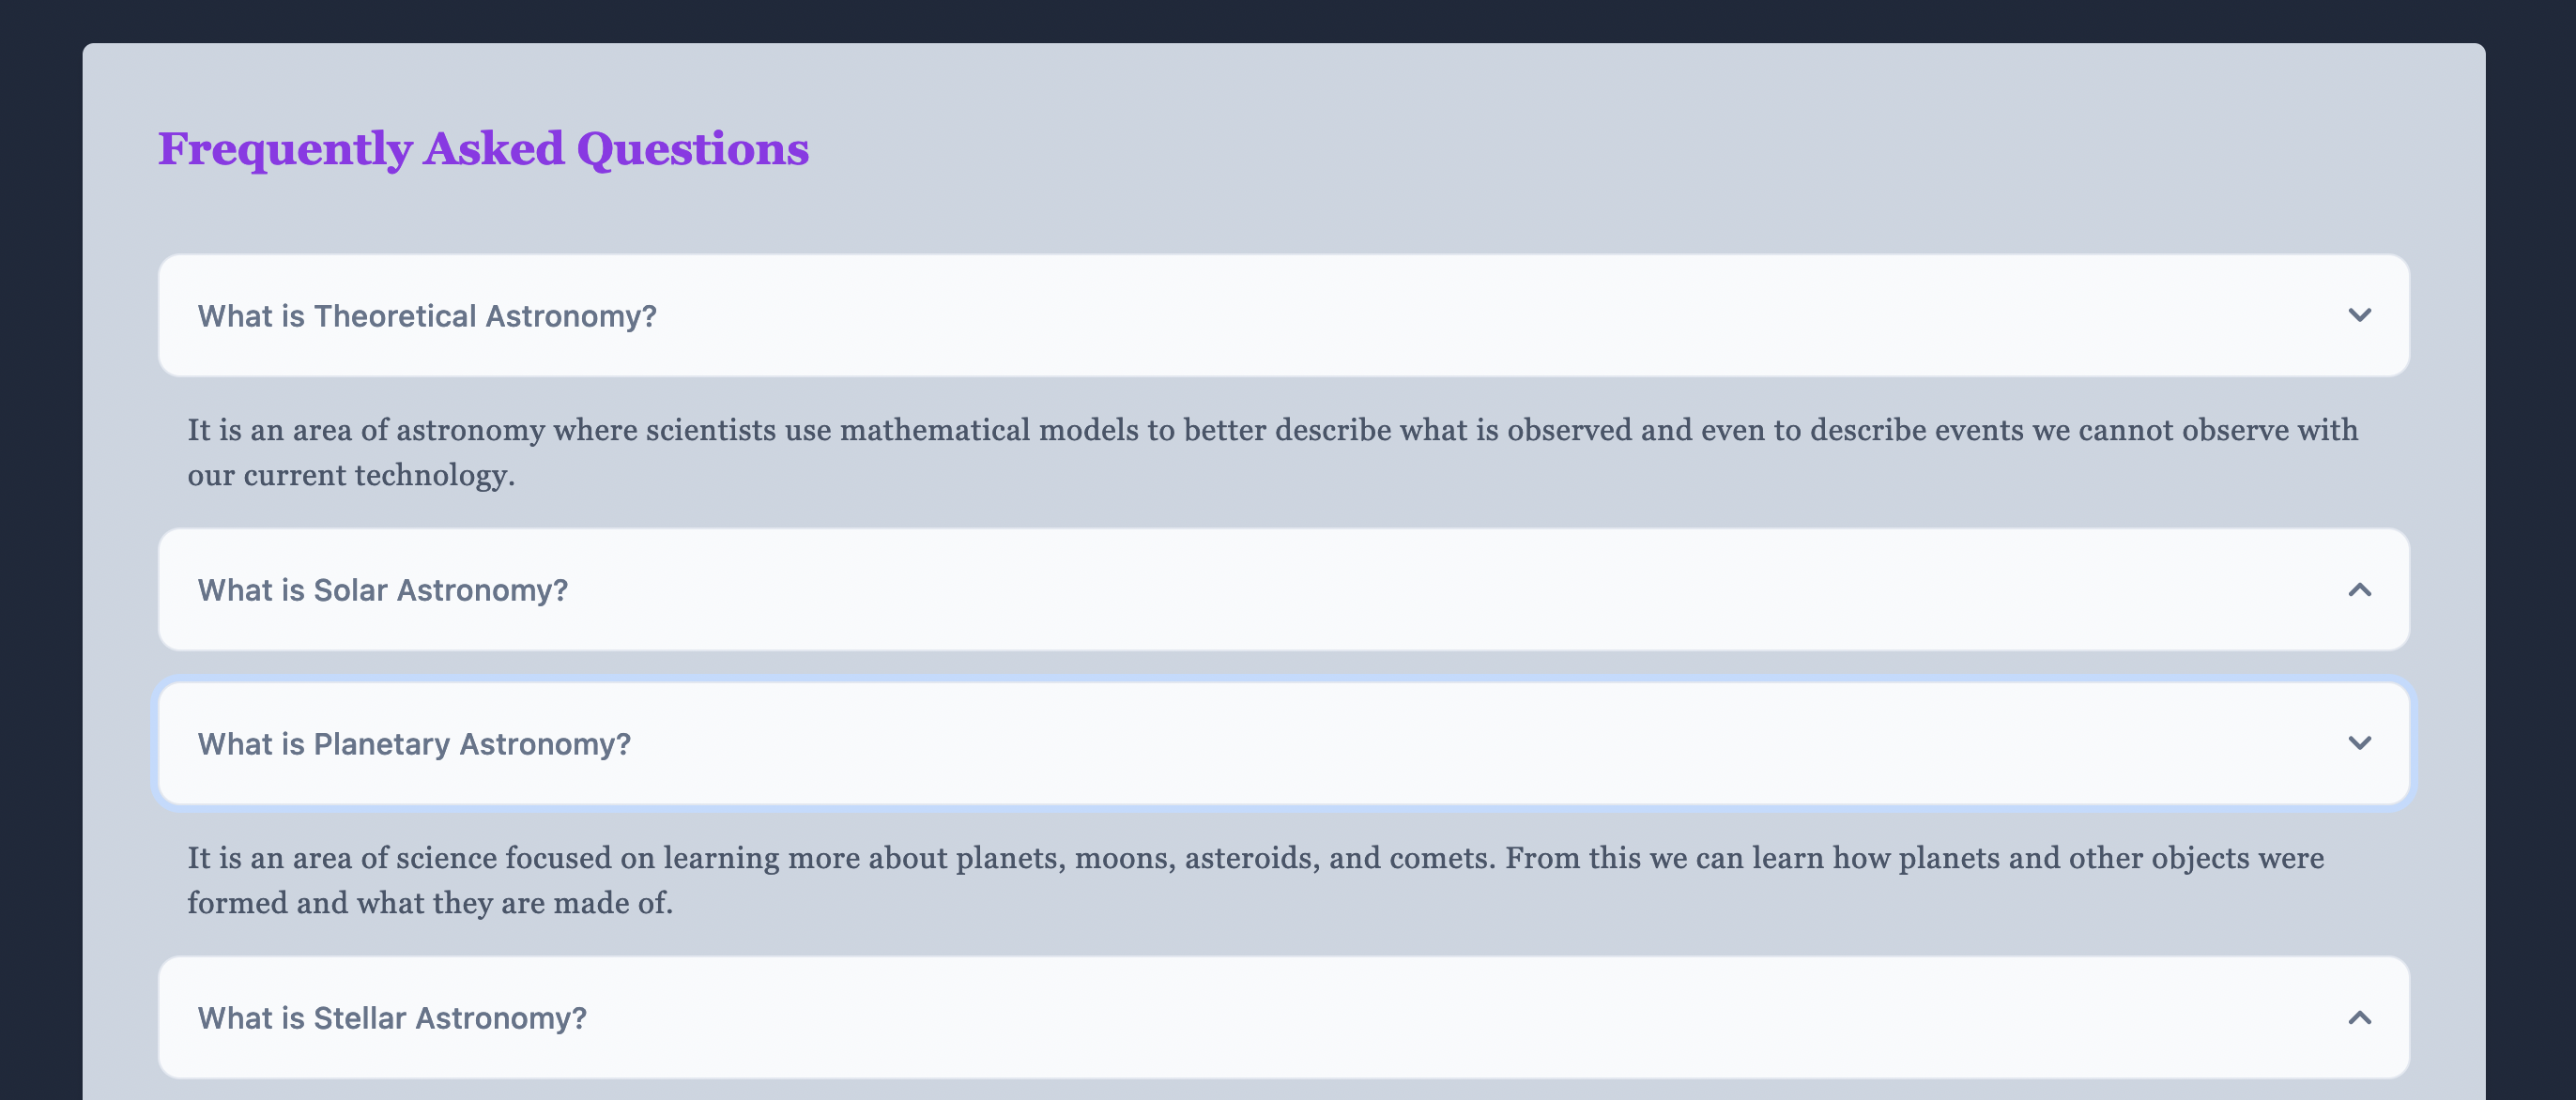 Frequently Asked Questions
What is Theoretical Astronomy?
It is an area of astronomy where scientists use mathematical models to better describe what is observed and even to describe events we cannot observe with
our current technology.
What is Solar Astronomy?
What is Planetary Astronomy?
It is an area of science focused on learning more about planets, moons, asteroids, and comets. From this we can learn how planets and other objects were
formed and what they are made of.
What is Stellar Astronomy?